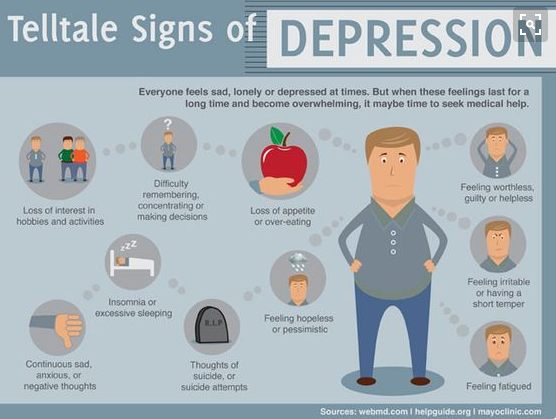 Telltale Signs of DEPRESSION
Everyone feels sad, lonely or depressed at times. But when these feelings last for a
long time and become overwhelming, it maybe time to seek medical help.
Loss of interest in
hobbies and activities
?
Difficulty
remembering,
concentrating or
making decisions
Loss of appetite
or over-eating
Feeling worthless,
guilty or helpless
zzZ
Insomnia or
excessive sleeping
Feeling hopeless
or pessimistic
Feeling irritable
or having a
short temper
Continuous sad,
anxious, or
negative thoughts
R.I.P
Thoughts of
suicide, or
suicide attempts
Feeling fatigued
Sources: webmd.com I helpguide.org I mayoclinic.com